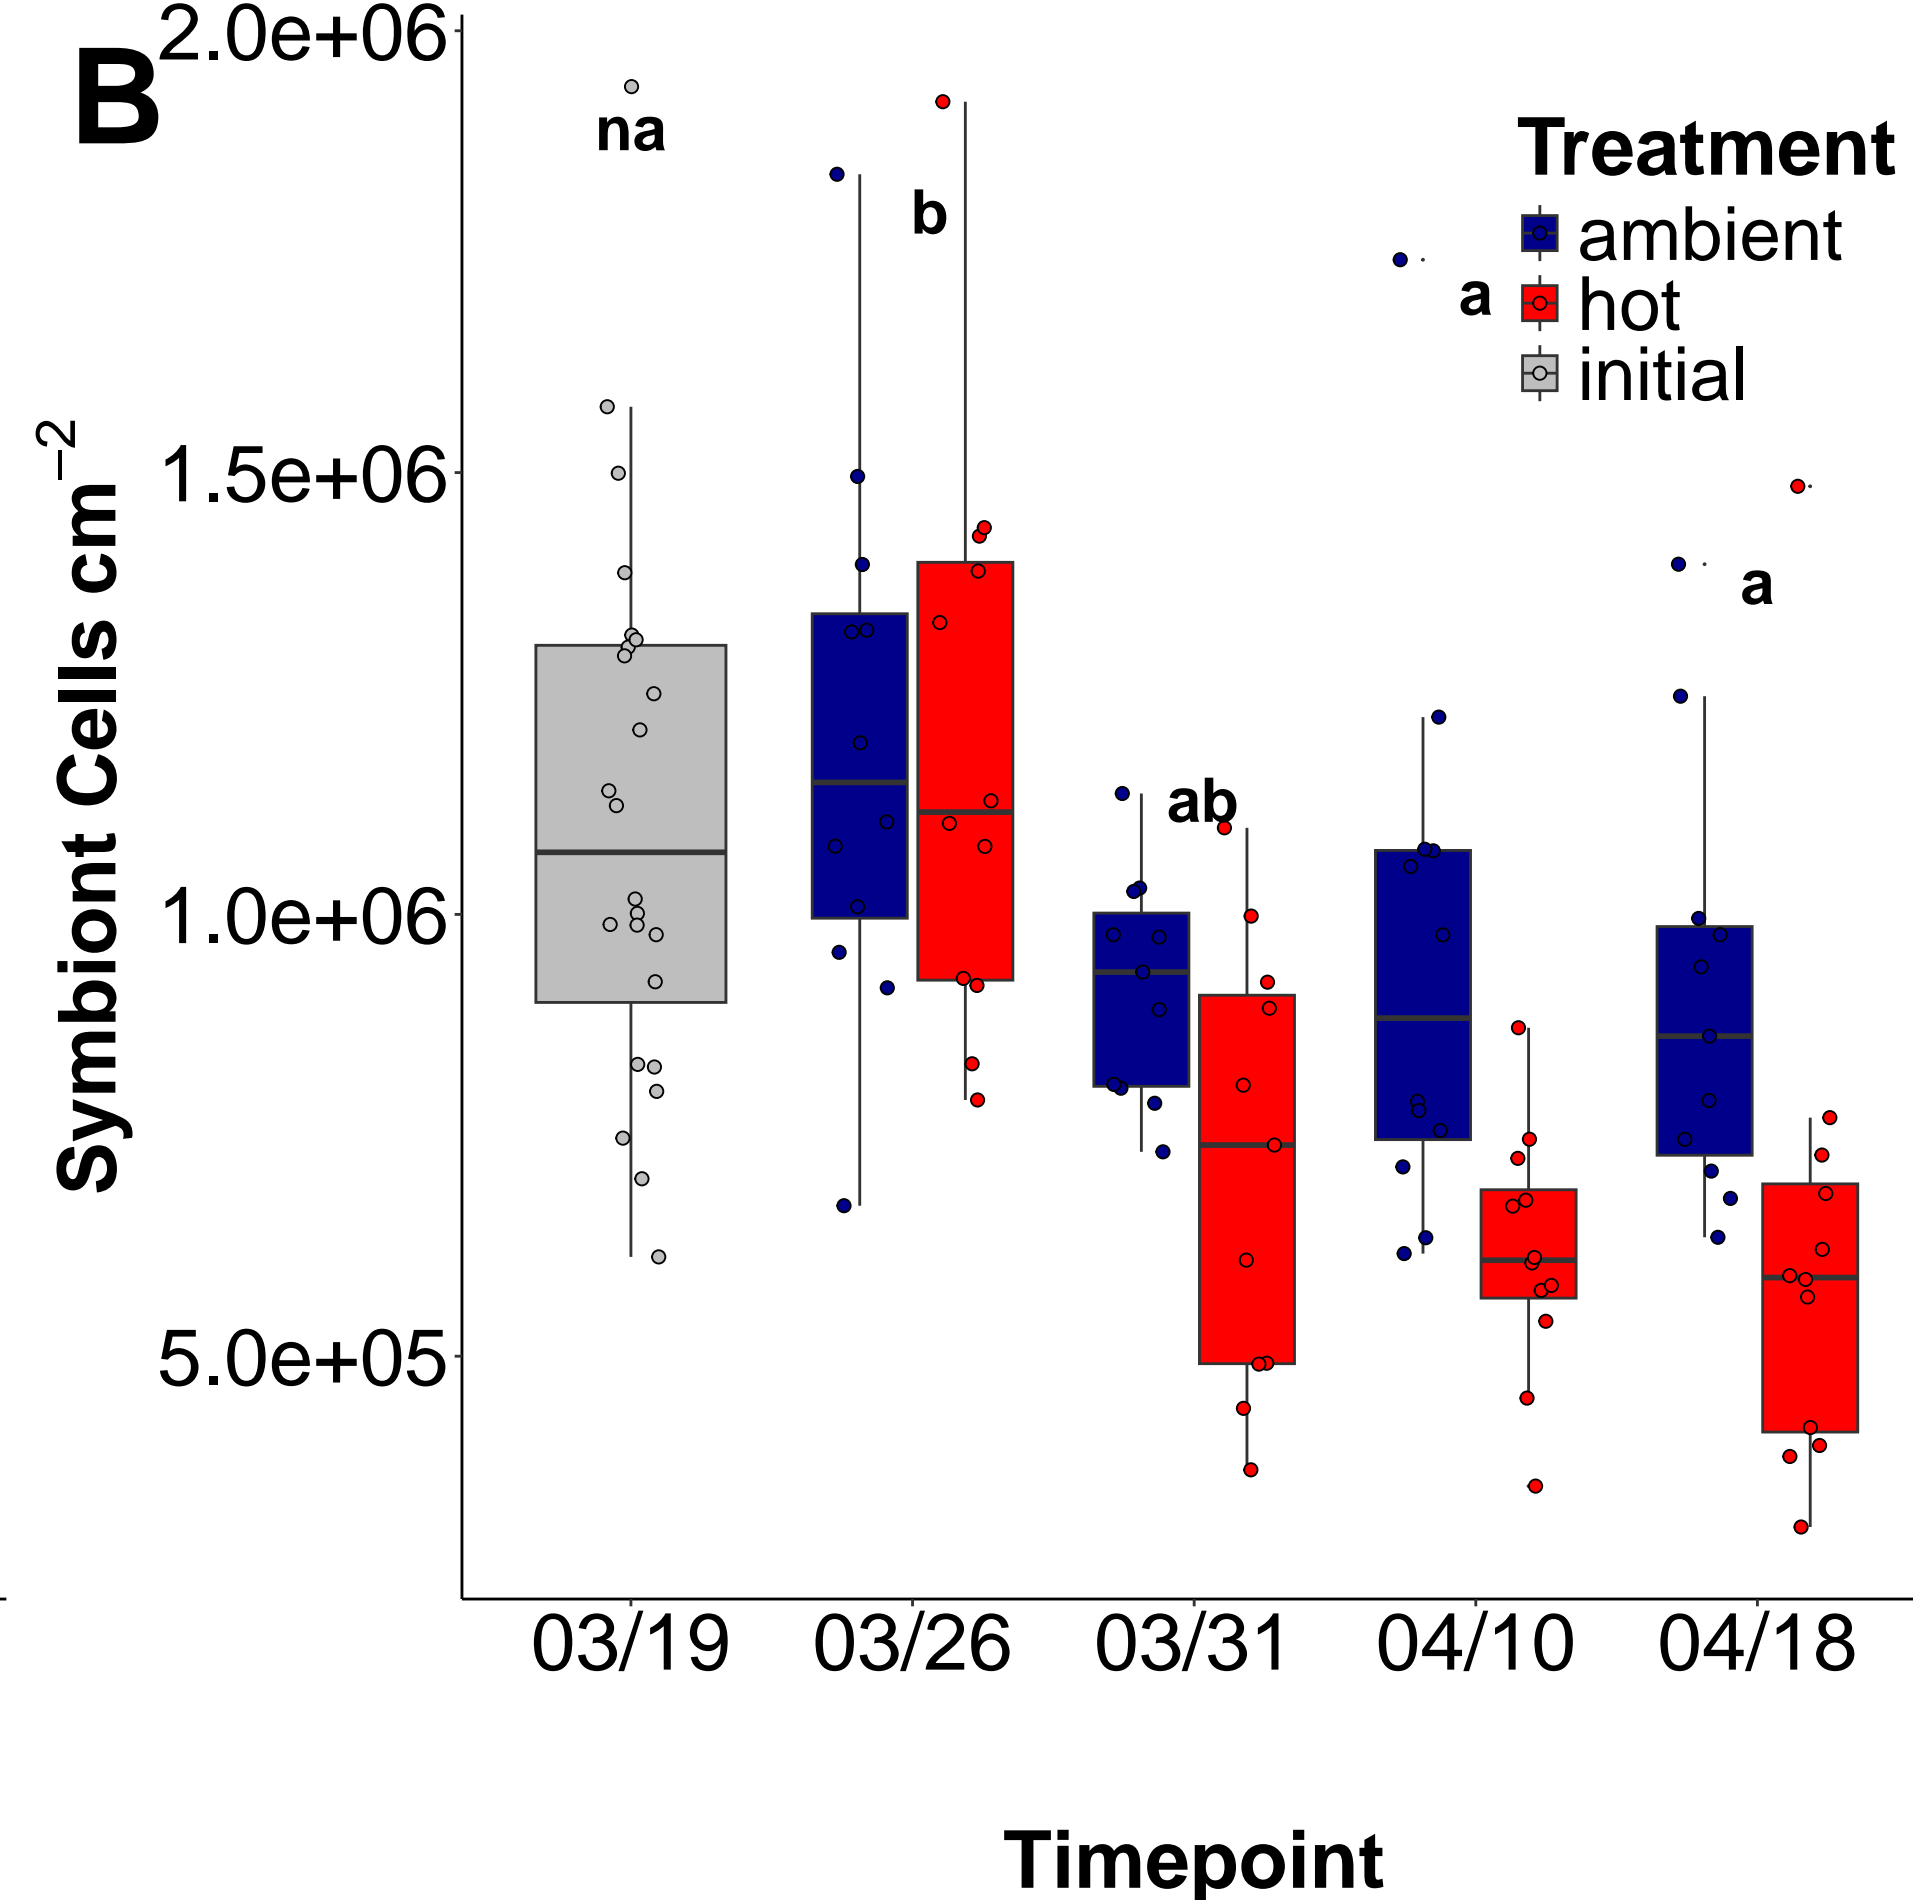 B
2.0e+06
1.5e+06
1.0e+06
5.0e+05
Symbiont Cells cm⁻²
na
b
ab
a
a
Treatment
ambient
hot
initial
03/19
03/26
03/31
04/10
04/18
Timepoint